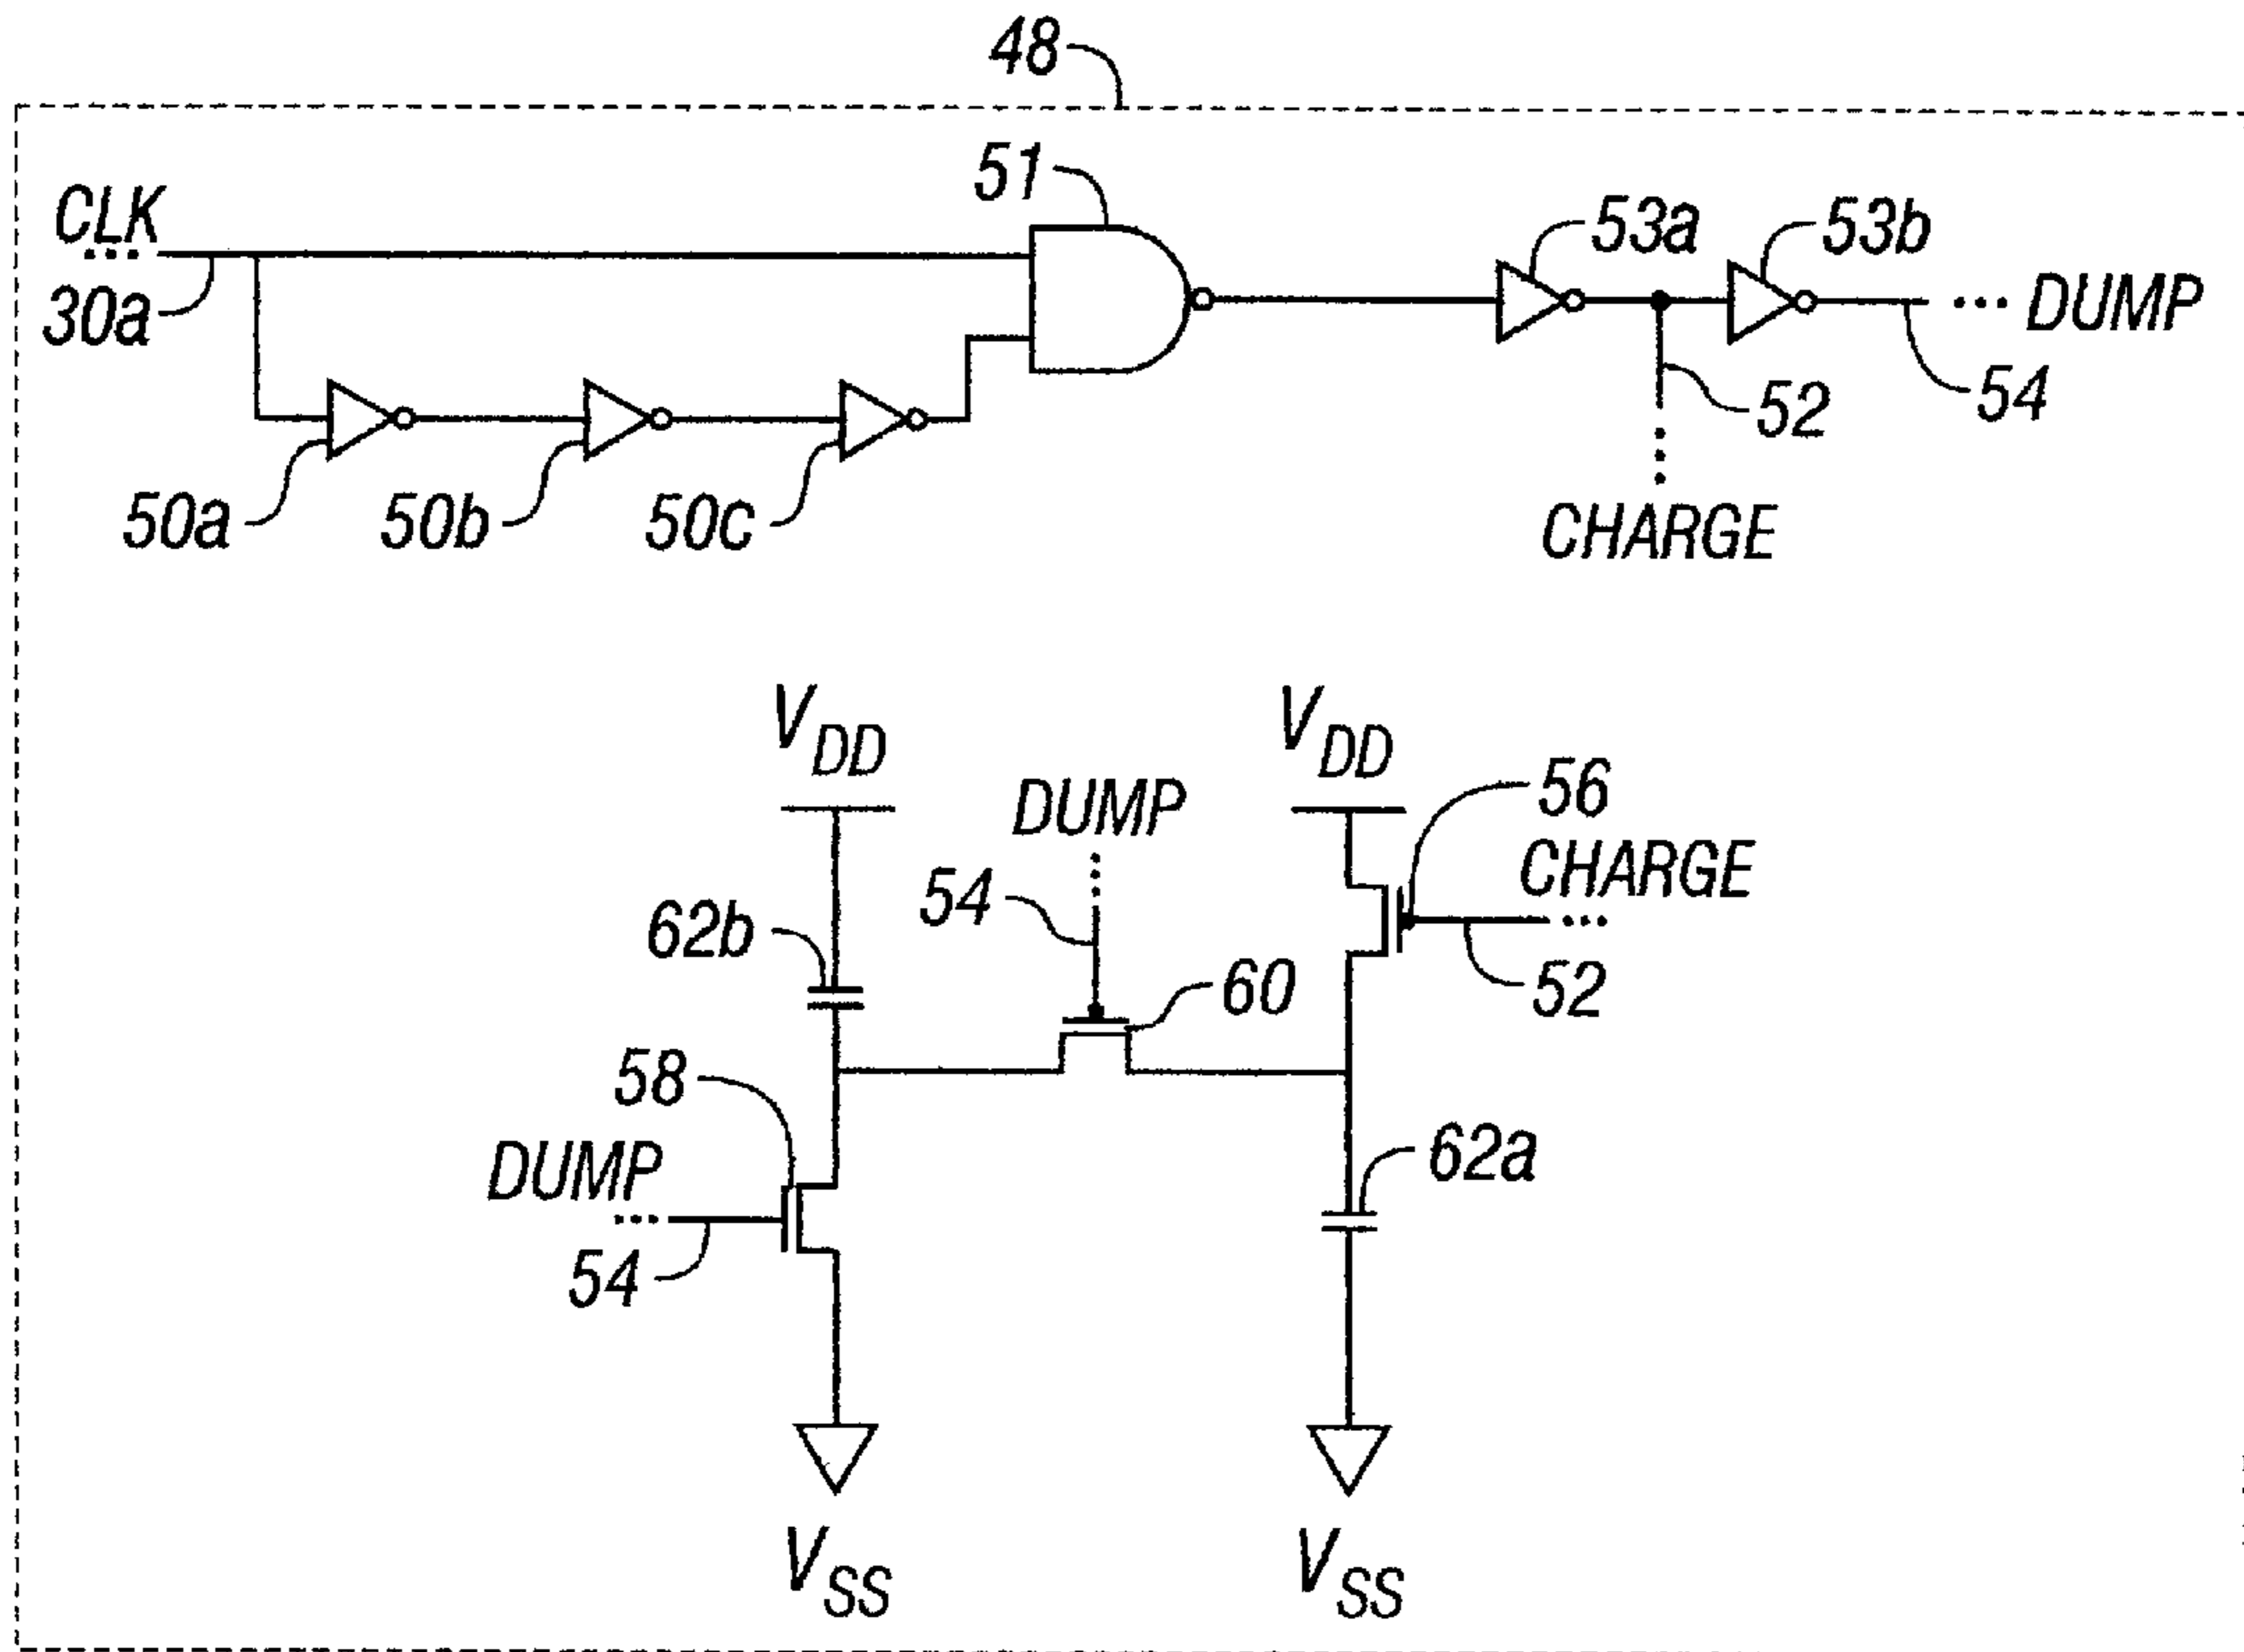 48
51
CLK
...
30a
53a
53b
... DUMP
52
54
50a
50b
50c
CHARGE
VDD
VDD
DUMP
56
54
CHARGE
62b
60
52
58
DUMP
62a
54
VSS
VSS